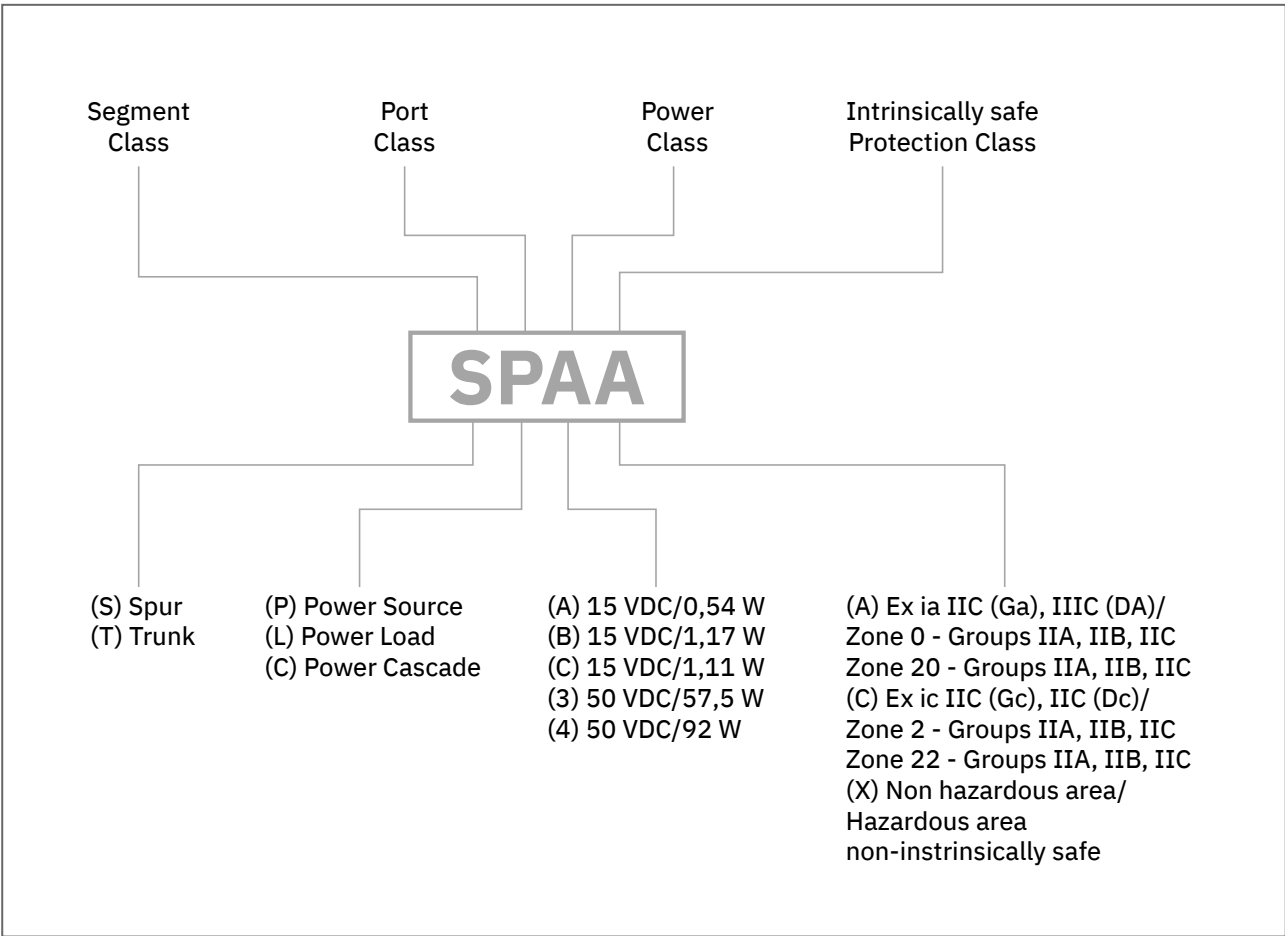 Segment
Class
Port
Class
Power
Class
Intrinsically safe
Protection Class
SPAA
(S) Spur
(T) Trunk
(P) Power Source
(L) Power Load
(C) Power Cascade
(A) 15 VDC/0,54 W
(B) 15 VDC/1,17 W
(C) 15 VDC/1,11 W
(3) 50 VDC/57,5 W
(4) 50 VDC/92 W
(A) Ex ia IIC (Ga), IIIC (DA)/
Zone 0 - Groups IIA, IIB, IIC
Zone 20 - Groups IIA, IIB, IIC
(C) Ex ic IIC (Gc), IIC (Dc)/
Zone 2 - Groups IIA, IIB, IIC
Zone 22 - Groups IIA, IIB, IIC
(X) Non hazardous area/
Hazardous area
non-instrinsically safe